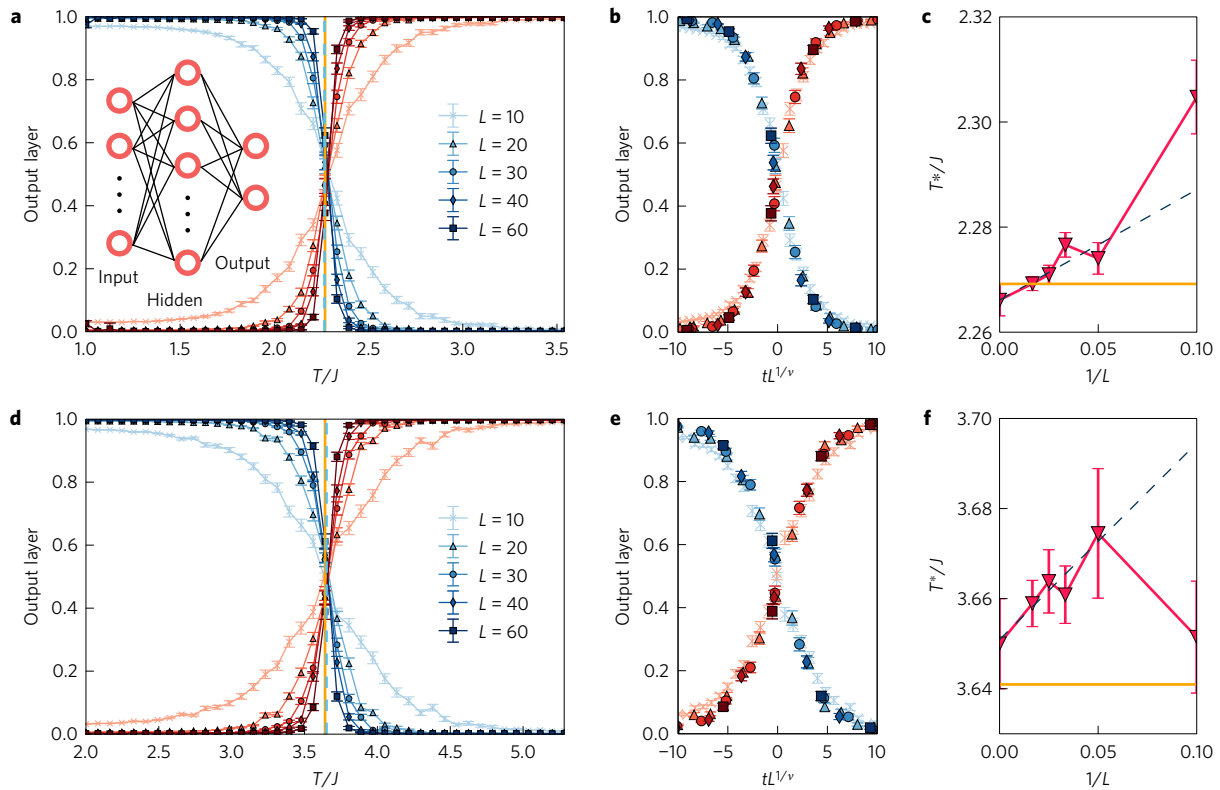 a
1.0
0.8
0.6
0.4
0.2
0.0
Output layer
Input
Hidden
Output
L = 10
L = 20
L = 30
L = 40
L = 60
1.0
1.5
2.0
2.5
3.0
3.5
T/J
b
1.0
0.8
0.6
0.4
0.2
0.0
Output layer
−10
−5
0
5
10
tL^{1/ν}
c
2.32
2.30
2.28
2.26
T*/J
0.00
0.05
0.10
1/L
d
1.0
0.8
0.6
0.4
0.2
0.0
Output layer
L = 10
L = 20
L = 30
L = 40
L = 60
2.0
2.5
3.0
3.5
4.0
4.5
5.0
T/J
e
1.0
0.8
0.6
0.4
0.2
0.0
Output layer
−10
−5
0
5
10
tL^{1/ν}
f
3.70
3.68
3.66
3.64
T*/J
0.00
0.05
0.10
1/L